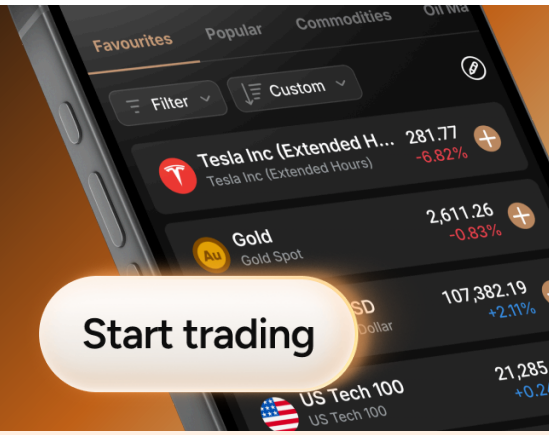 Favourites
Popular
Commodities
Filter
Custom
Tesla Inc (Extended H...
281.77
Tesla Inc (Extended Hours)
-6.82%
Au
Gold
2,611.26
Gold Spot
-0.83%
107,382.19
Dollar
+2.11%
Start trading
US Tech 100
21,285
US Tech 100